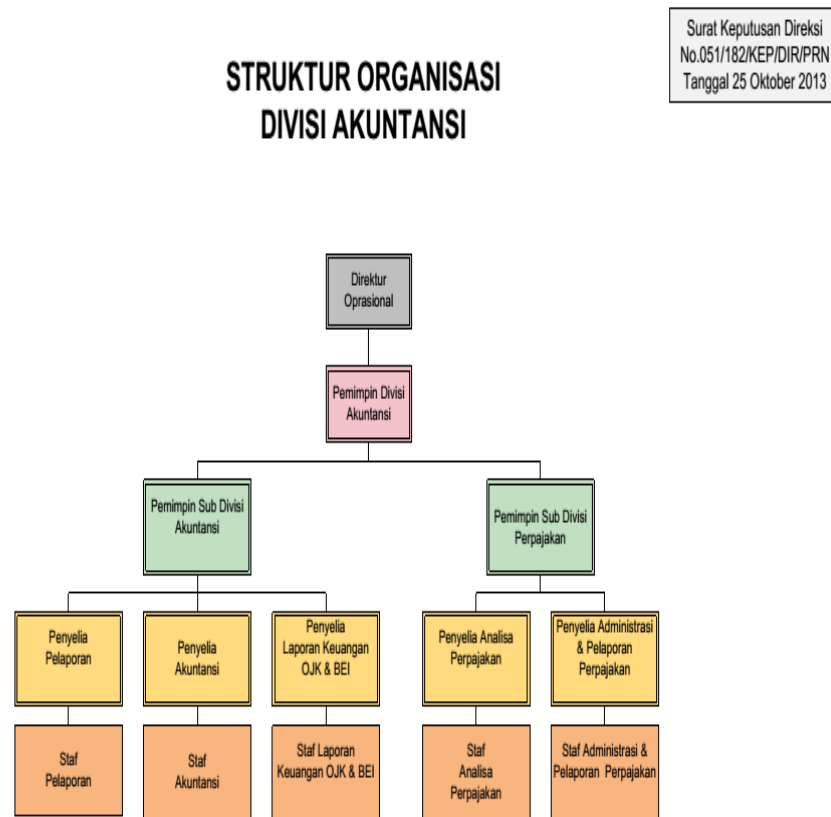 Surat Keputusan Direksi
No.051/182/KEP/DIR/PRN
Tanggal 25 Oktober 2013
STRUKTUR ORGANISASI
DIVISI AKUNTANSI
Direktur
Oprasional
Pemimpin Divisi
Akuntansi
Pemimpin Sub Divisi
Akuntansi
Pemimpin Sub Divisi
Perpajakan
Penyelia
Pelaporan
Penyelia
Akuntansi
Penyelia
Laporan Keuangan
OJK & BEI
Penyelia Analisa
Perpajakan
Penyelia Administrasi
& Pelaporan
Perpajakan
Staf
Pelaporan
Staf
Akuntansi
Staf Laporan
Keuangan OJK & BEI
Staf
Analisa
Perpajakan
Staf Administrasi &
Pelaporan Perpajakan